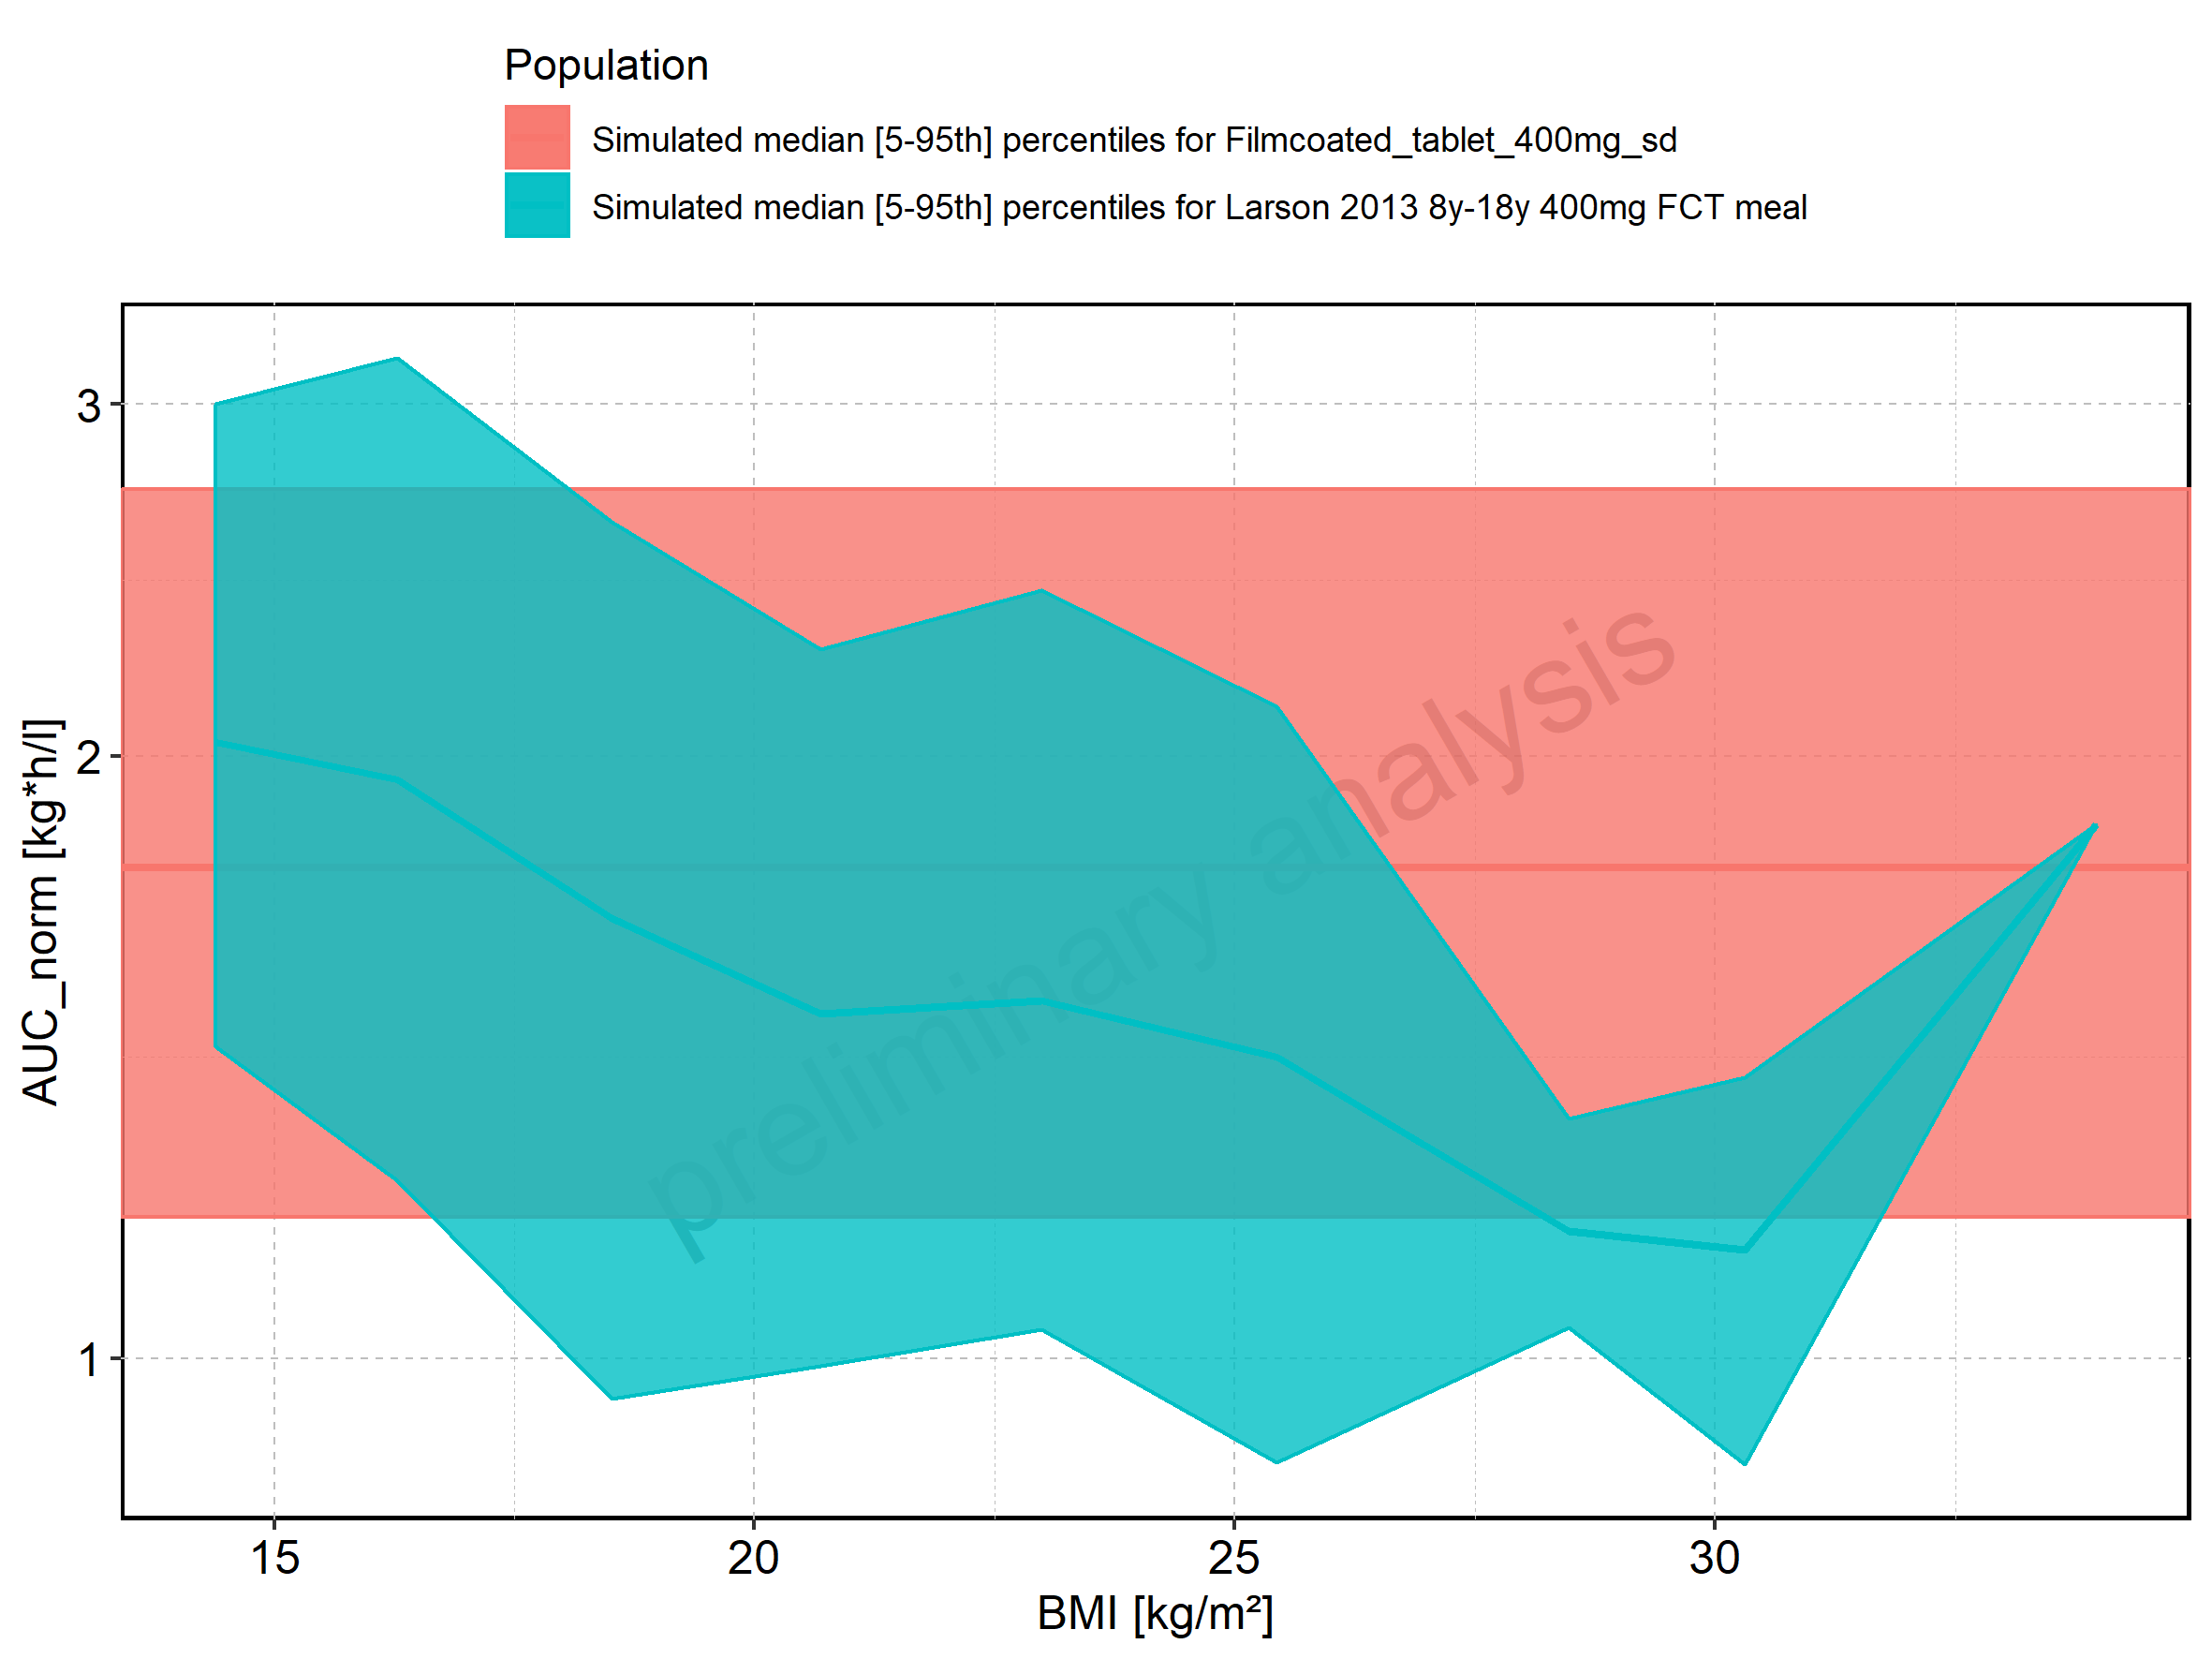 Population
Simulated median [5-95th] percentiles for Filmcoated_tablet_400mg_sd
Simulated median [5-95th] percentiles for Larson 2013 8y-18y 400mg FCT meal
AUC_norm [kg*h/l]
3
2
1
preliminary analysis
15 20 25 30
BMI [kg/m²]